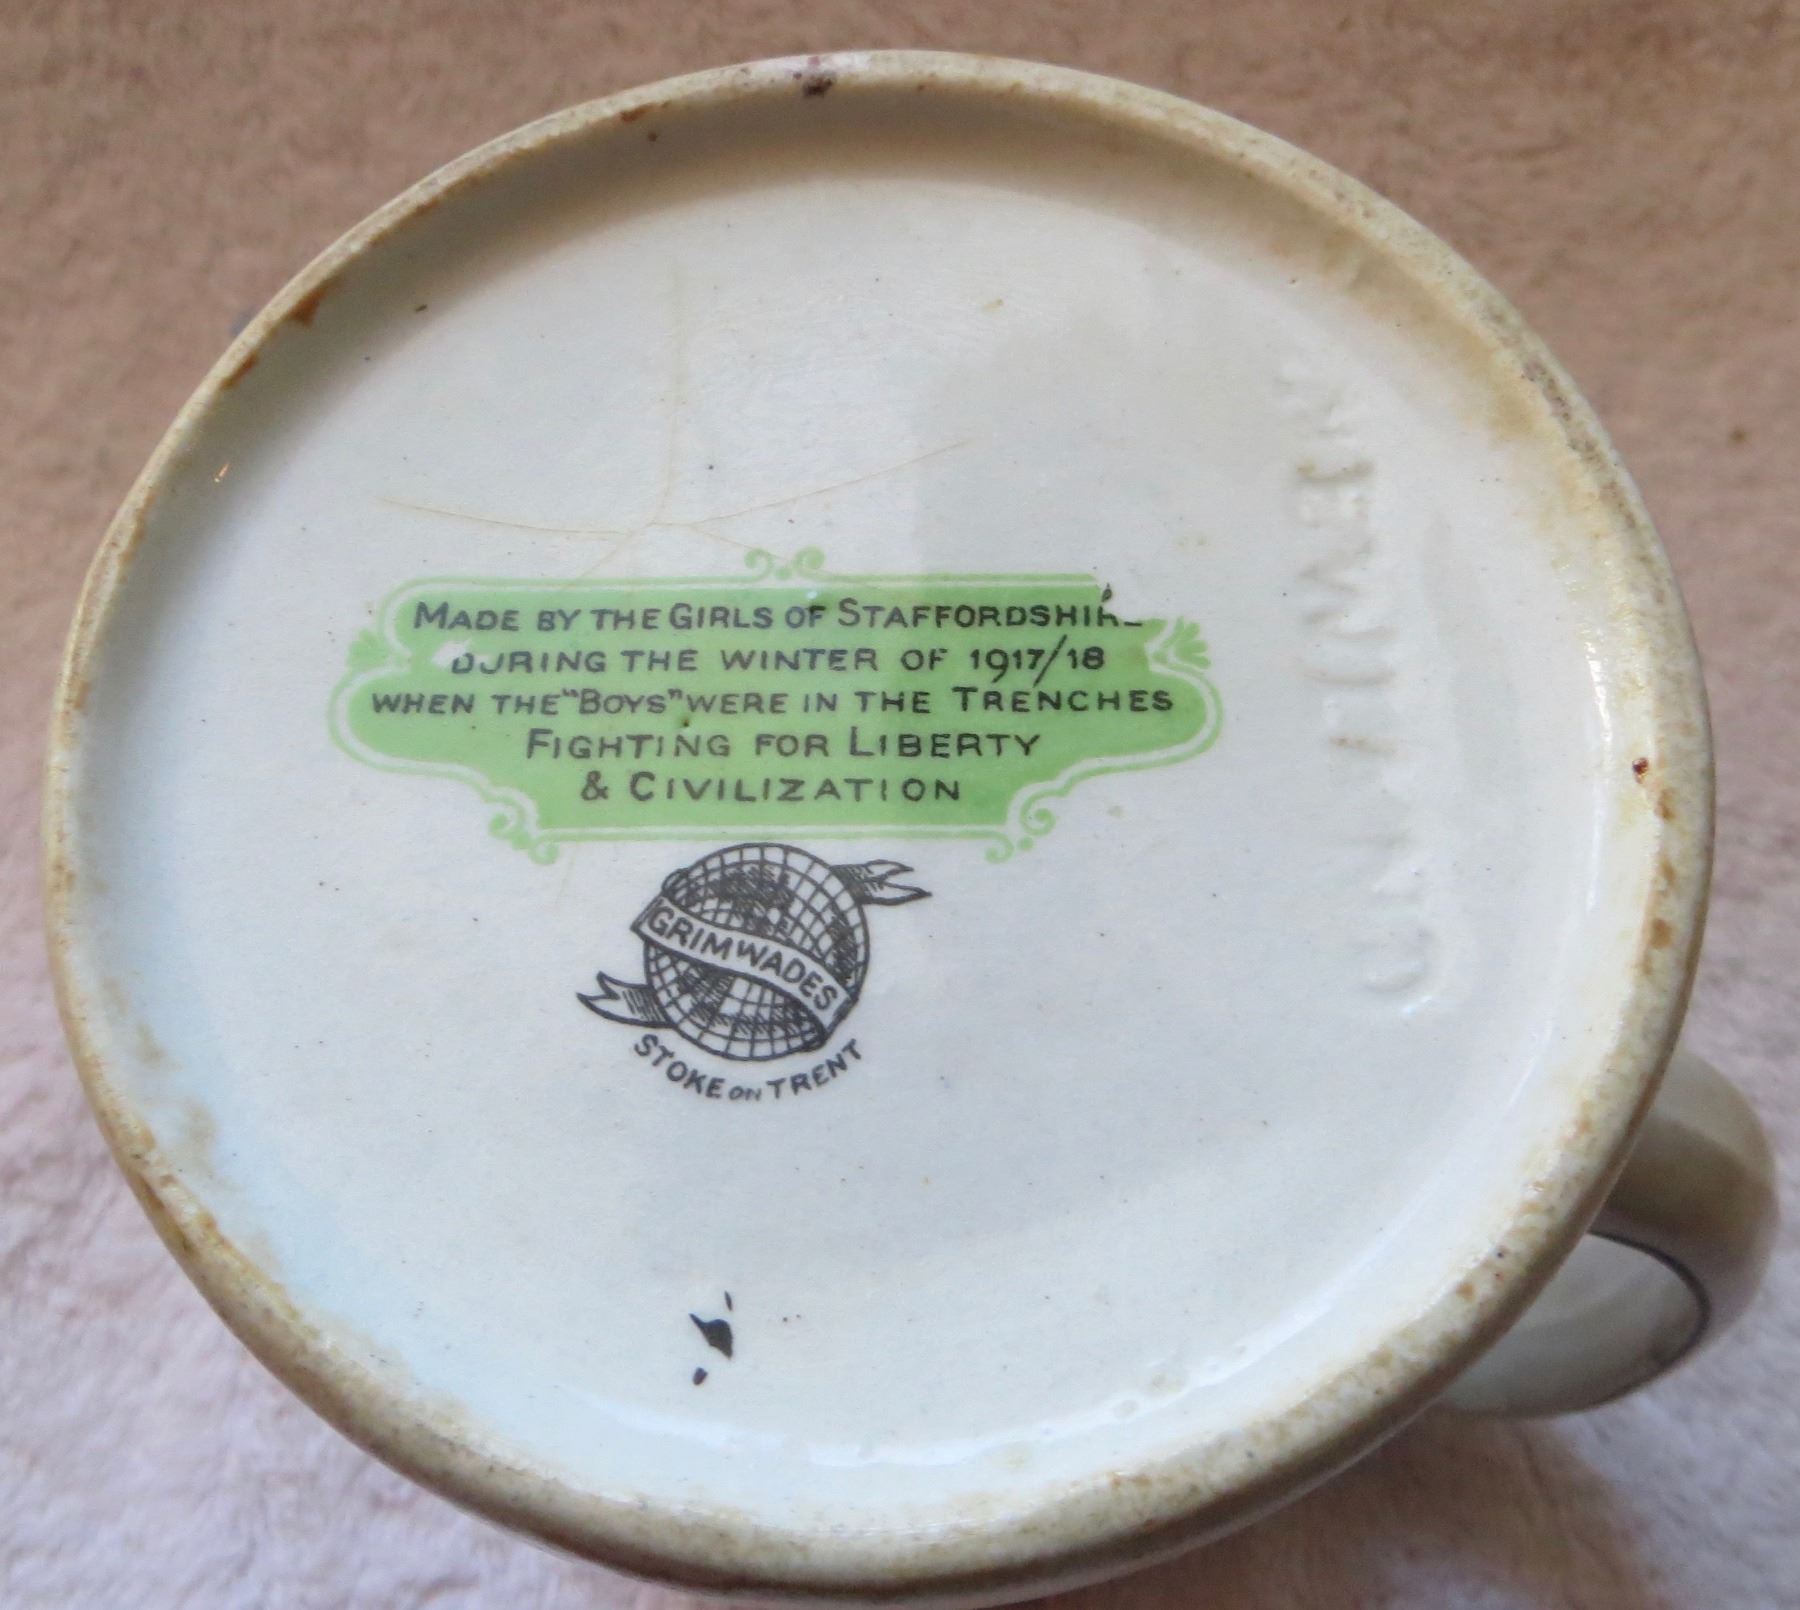 MADE BY THE GIRLS OF STAFFORDSHIRE
DURING THE WINTER OF 1917/18
WHEN THE "BOYS" WERE IN THE TRENCHES
FIGHTING FOR LIBERTY
& CIVILIZATION
GRIMWADES
STOKE ON TRENT